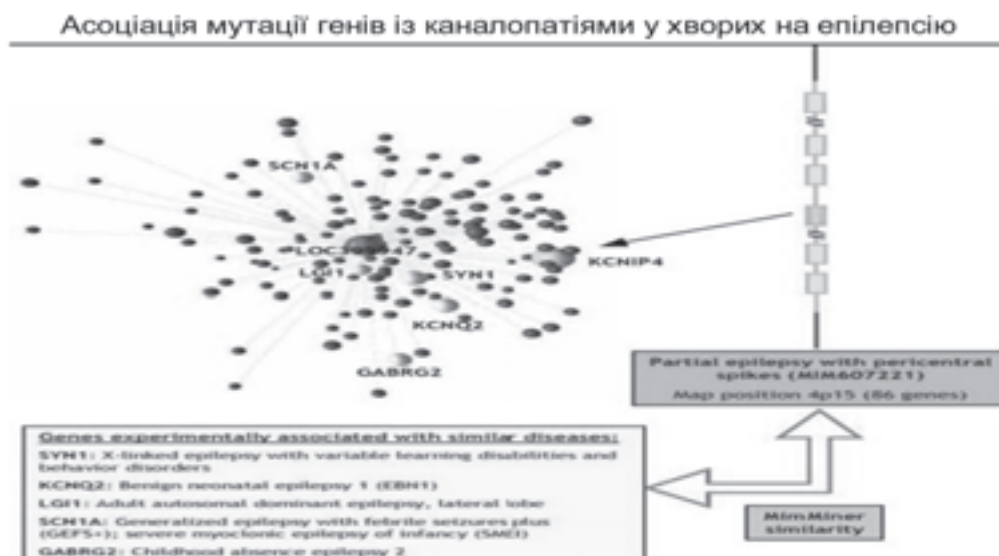 Асоціація мутації генів із каналопатіями у хворих на епілепсію
SCN1A
KCNIP4
LGI1
SYN1
KCNQ2
GABRG2
Partial epilepsy with pericentral
spikes (MIM607221)
Map position 4p15 (86 genes)
Genes experimentally associated with similar diseases:
SYN1: X-linked epilepsy with variable learning disabilities and
behavior disorders
KCNQ2: Benign neonatal epilepsy 1 (EBN1)
LGI1: Adult autosomal dominant epilepsy, lateral lobe
SCN1A: Generalized epilepsy with febrile seizures plus
(GEFS+); severe myoclonic epilepsy of infancy (SMEI)
GABRG2: Childhood absence epilepsy 2
MimMiner
similarity